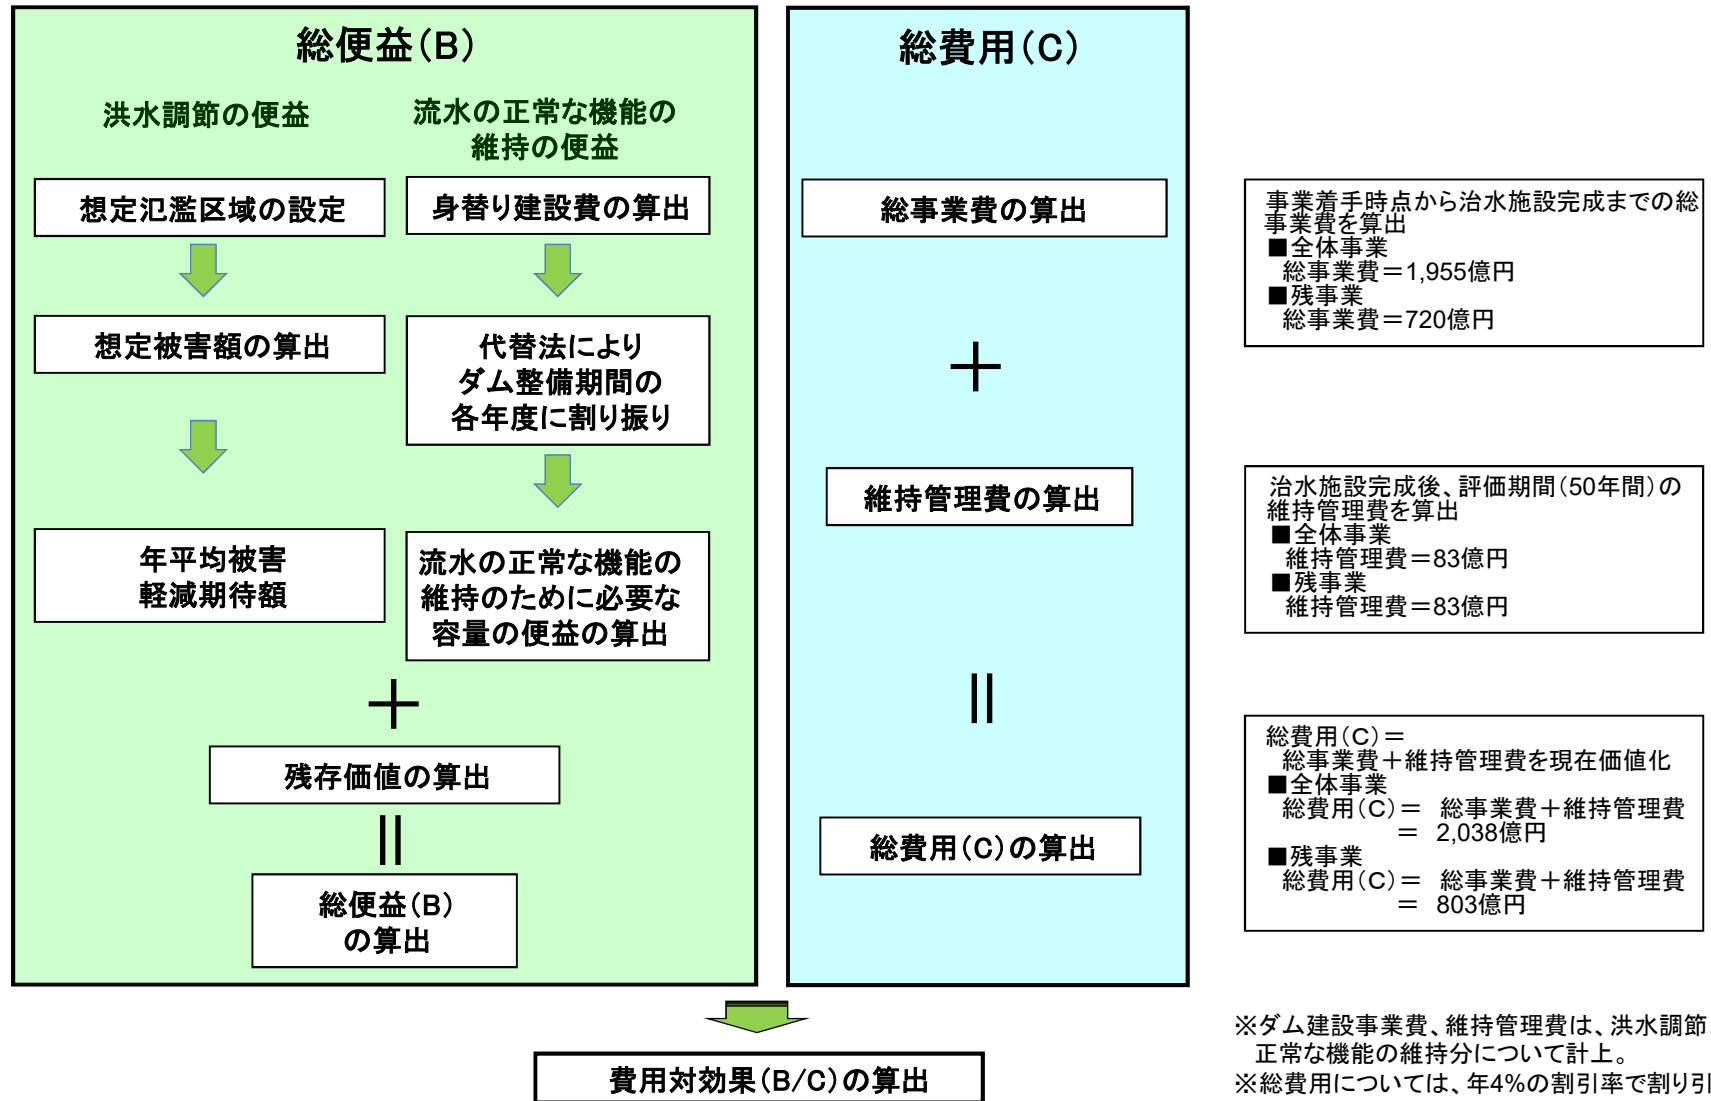 総便益（B）
洪水調節の便益
流水の正常な機能の
維持の便益
想定氾濫区域の設定
身替り建設費の算出
想定被害額の算出
代替法により
ダム整備期間の
各年度に割り振り
年平均被害
軽減期待額
流水の正常な機能の
維持のために必要な
容量の便益の算出
＋
残存価値の算出
＝
総便益（B）
の算出
総費用（C）
総事業費の算出
＋
維持管理費の算出
＝
総費用（C）の算出
費用対効果（B/C）の算出
事業着手時点から治水施設完成までの総
事業費を算出
■全体事業
総事業費＝1,955億円
■残事業
総事業費＝720億円
治水施設完成後、評価期間（50年間）の
維持管理費を算出
■全体事業
維持管理費＝83億円
■残事業
維持管理費＝83億円
総費用（C）＝
総事業費＋維持管理費を現在価値化
■全体事業
総費用（C）＝ 総事業費＋維持管理費
＝ 2,038億円
■残事業
総費用（C）＝ 総事業費＋維持管理費
＝ 803億円
※ダム建設事業費、維持管理費は、洪水調節
正常な機能の維持分について計上。
※総費用については、年4%の割引率で割り引